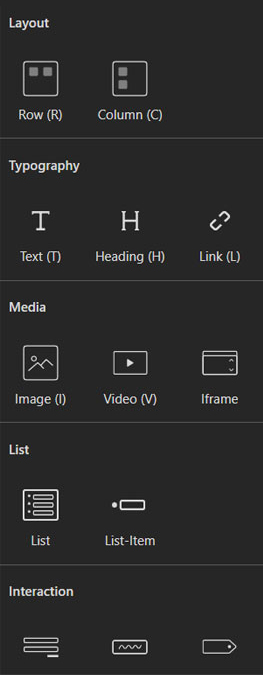 Layout
Row (R) Column (C)
Typography
Text (T) Heading (H) Link (L)
Media
Image (I) Video (V) Iframe
List
List List-Item
Interaction